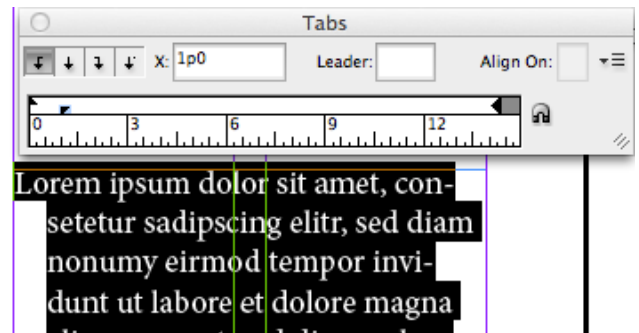 Tabs
X: 1p0 Leader: Align On:
0 3 6 9 12
Lorem ipsum dolor sit amet, con-
setetur sadipscing elitr, sed diam
nonumy eirmod tempor invi-
dunt ut labore et dolore magna